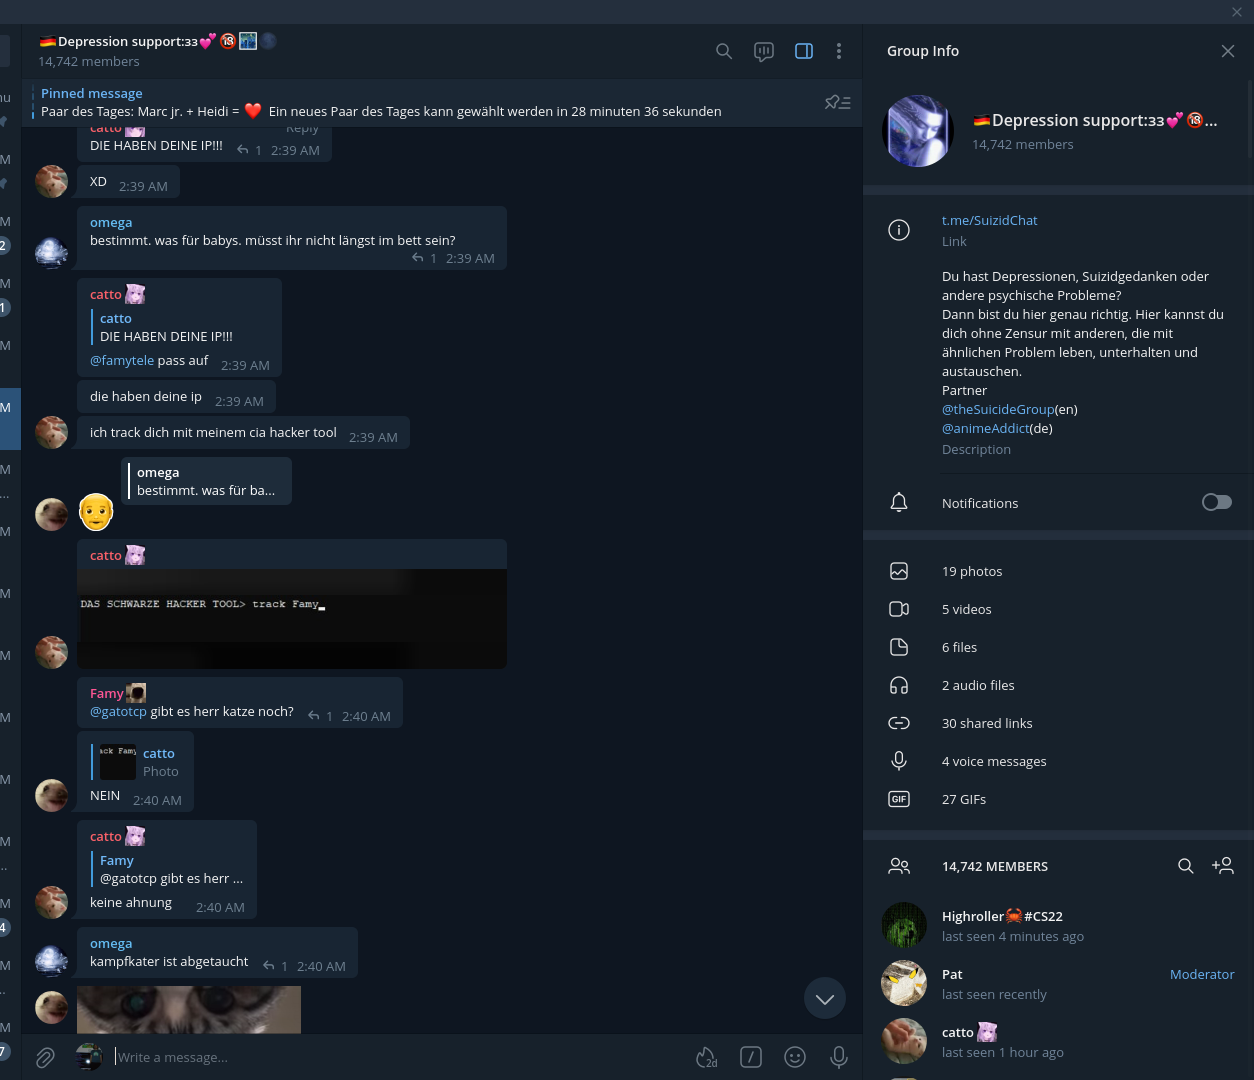 Depression support:зз
14,742 members
Pinned message
Paar des Tages: Marc jr. + Heidi = ❤️ Ein neues Paar des Tages kann gewählt werden in 28 minuten 36 sekunden
catto
Reply
DIE HABEN DEINE IP!!! 1 2:39 AM
XD 2:39 AM
omega
bestimmt. was für babys. müsst ihr nicht längst im bett sein?
1 2:39 AM
catto
catto
DIE HABEN DEINE IP!!!
@famytele pass auf 2:39 AM
die haben deine ip 2:39 AM
ich track dich mit meinem cia hacker tool 2:39 AM
omega
bestimmt. was für ba...
catto
DAS SCHWARZE HACKER TOOL> track Famy_
Famy
@gatotcp gibt es herr katze noch? 1 2:40 AM
ack Famy
catto
Photo
NEIN 2:40 AM
catto
Famy
@gatotcp gibt es herr ...
keine ahnung 2:40 AM
omega
kampfkater ist abgetaucht 1 2:40 AM
Write a message...
2d
Group Info
Depression support:зз💕🔞...
14,742 members
t.me/SuizidChat
Link
Du hast Depressionen, Suizidgedanken oder
andere psychische Probleme?
Dann bist du hier genau richtig. Hier kannst du
dich ohne Zensur mit anderen, die mit
ähnlichen Problem leben, unterhalten und
austauschen.
Partner
@theSuicideGroup(en)
@animeAddict(de)
Description
Notifications
19 photos
5 videos
6 files
2 audio files
30 shared links
4 voice messages
GIF
27 GIFs
14,742 MEMBERS
Highroller🦀#CS22
last seen 4 minutes ago
Pat
Moderator
last seen recently
catto
last seen 1 hour ago